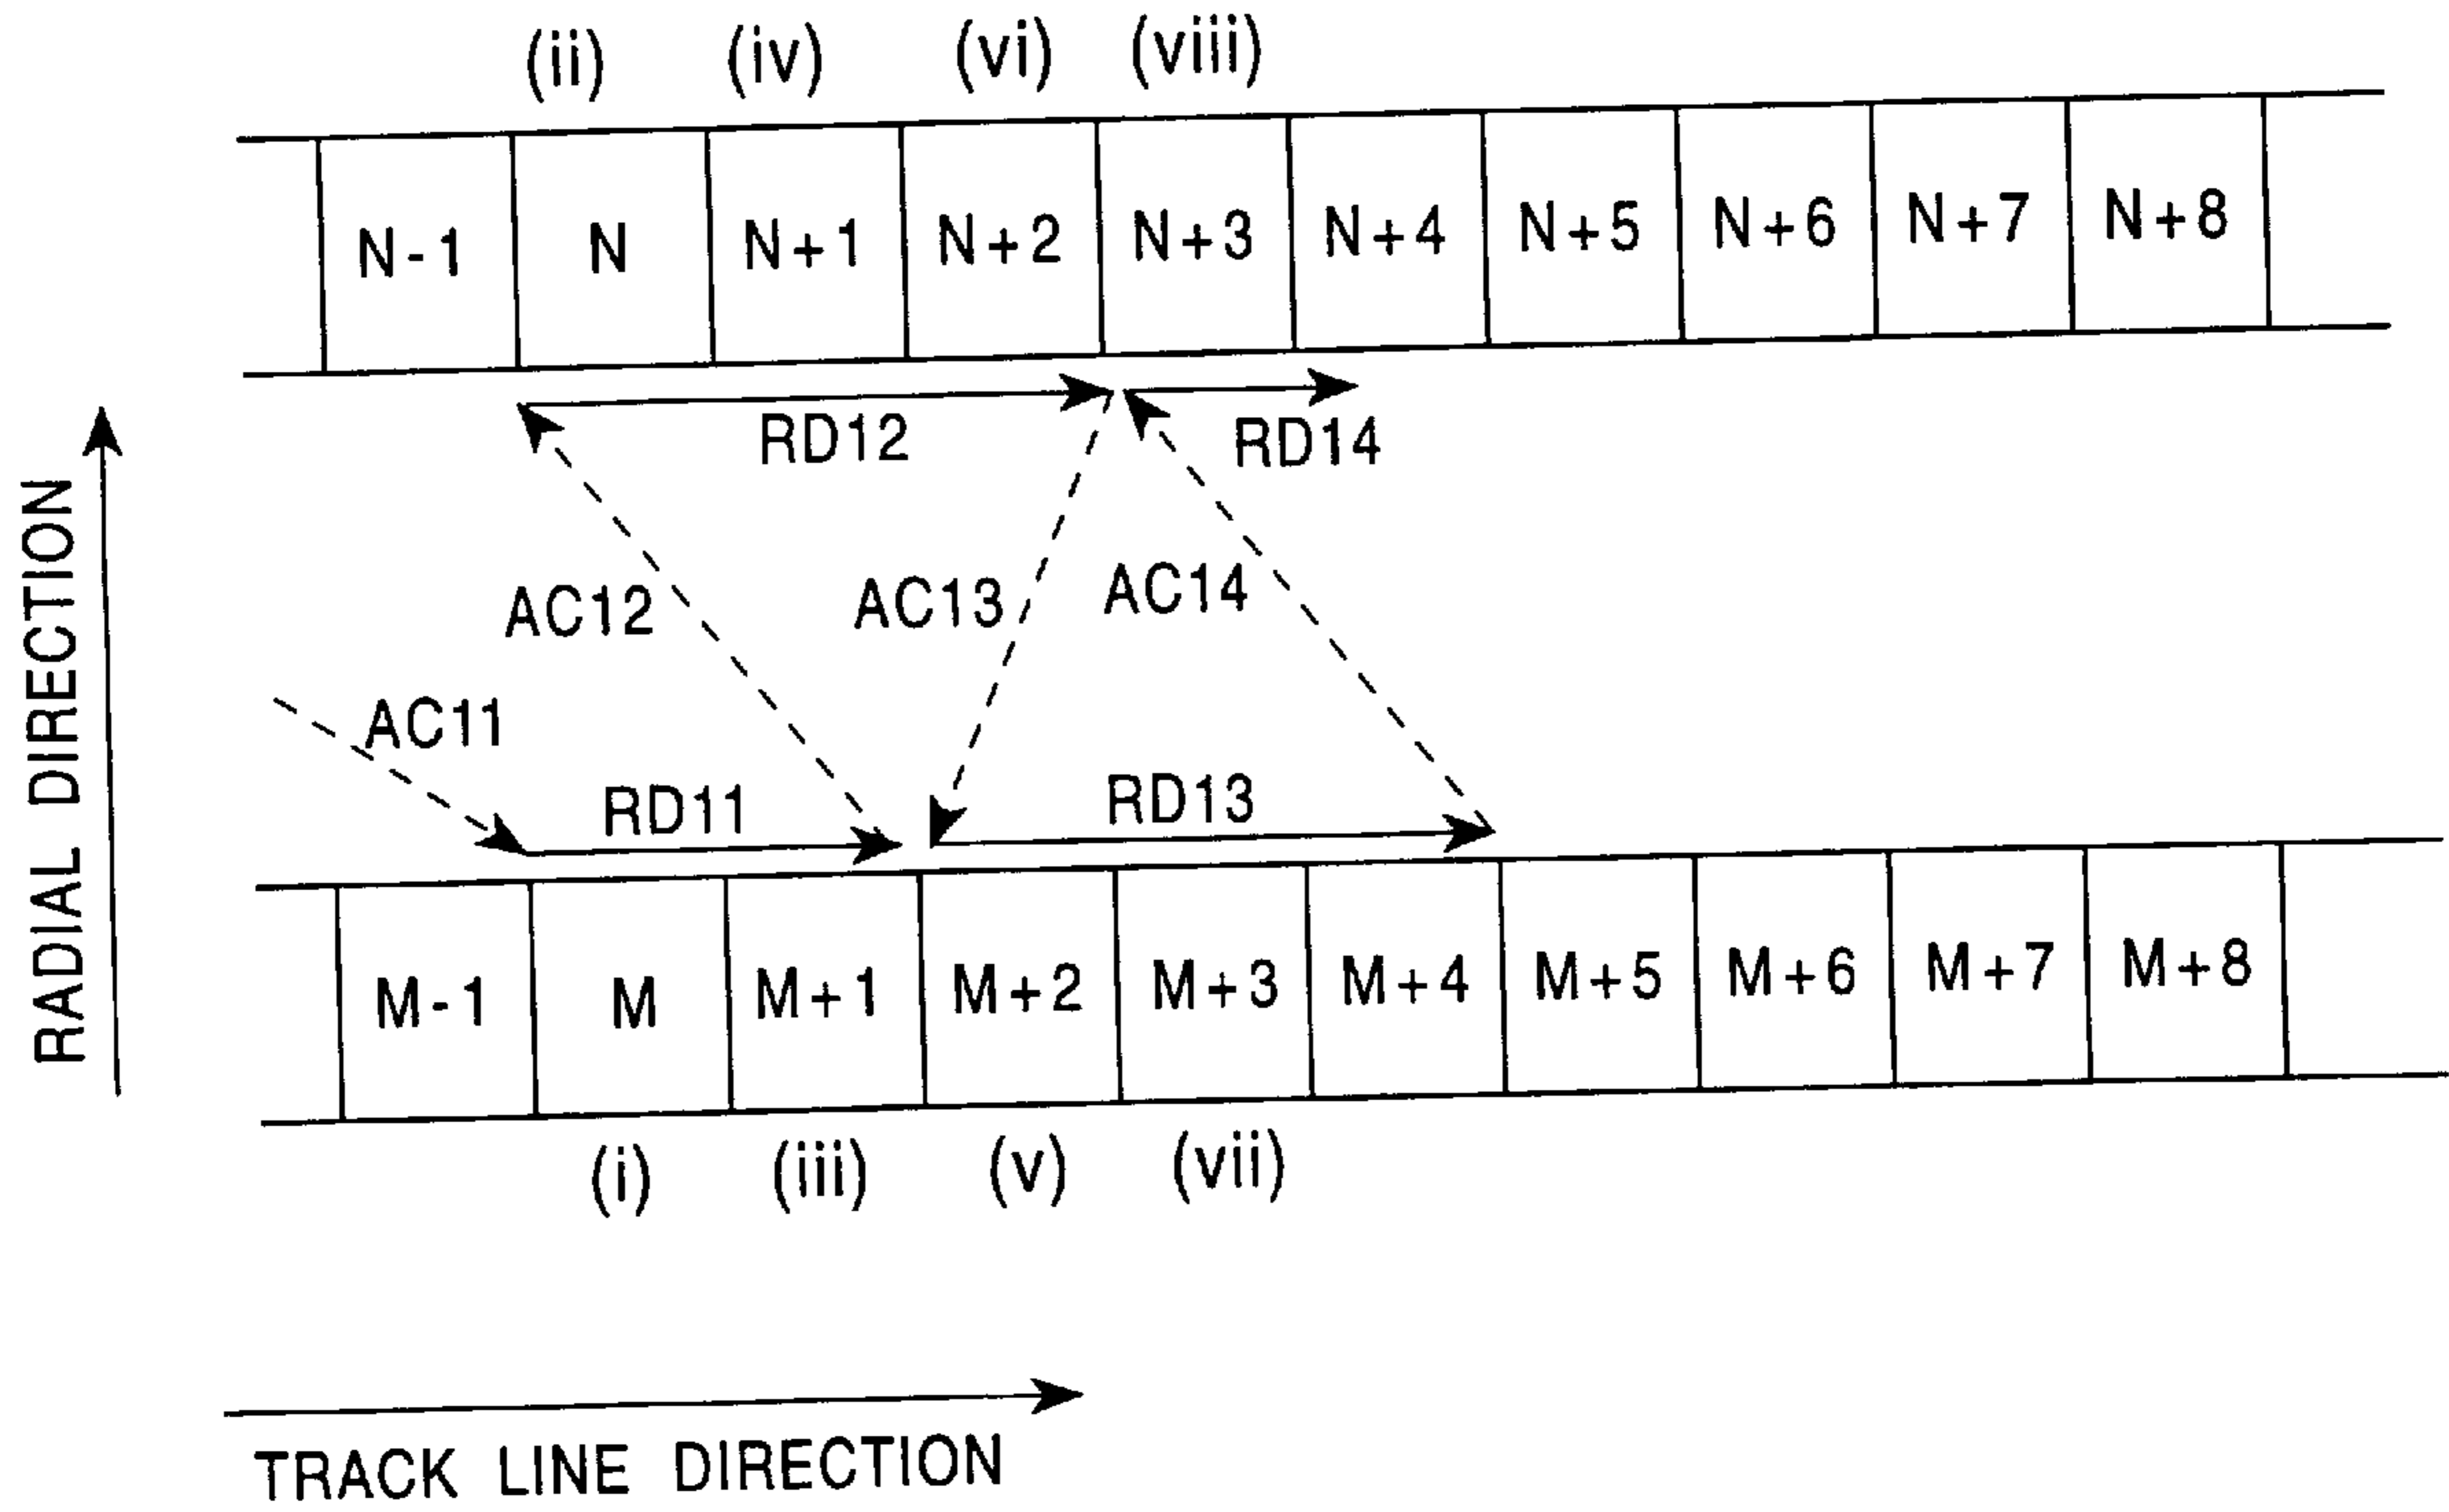 (ii) (iv) (vi) (viii)
N-1 N N+1 N+2 N+3 N+4 N+5 N+6 N+7 N+8
RD12 RD14
AC12 AC13 AC14
AC11
RD11 RD13
RADIAL DIRECTION
M-1 M M+1 M+2 M+3 M+4 M+5 M+6 M+7 M+8
(i) (iii) (v) (vii)
TRACK LINE DIRECTION